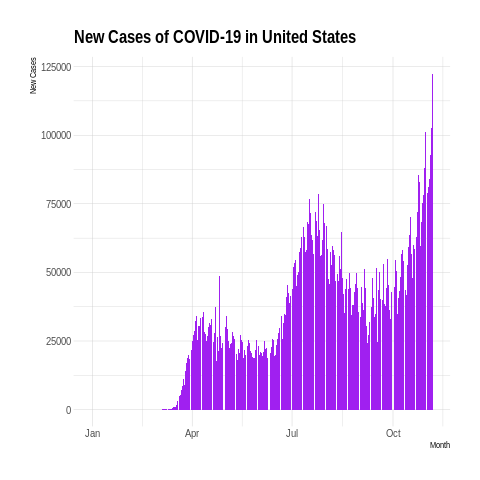 New Cases of COVID-19 in United States
New Cases
125000
100000
75000
50000
25000
0
Jan Apr Jul Oct
Month